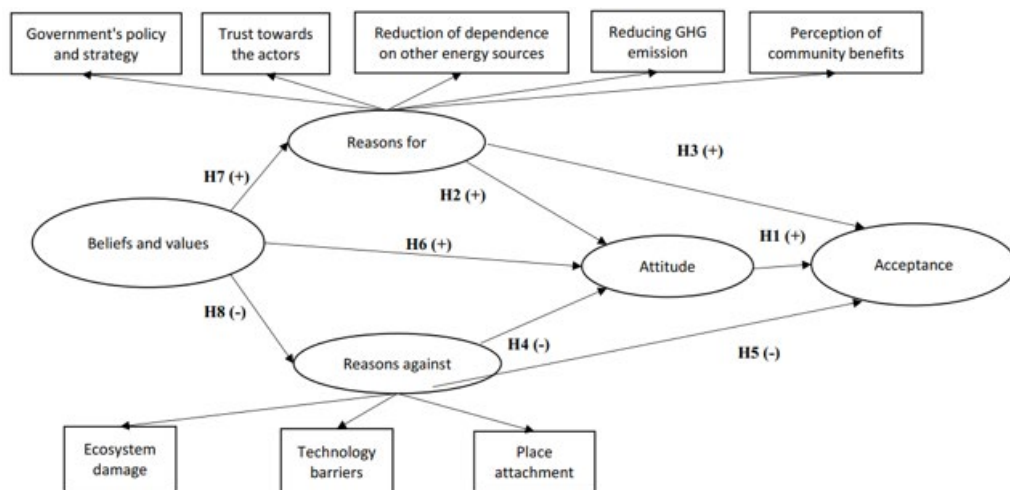 Government's policy
and strategy
Trust towards
the actors
Reduction of dependence
on other energy sources
Reducing GHG
emission
Perception of
community benefits
Reasons for
H3 (+)
H7 (+)
H2 (+)
Beliefs and values
H6 (+)
H1 (+)
Attitude
Acceptance
H8 (-)
H4 (-)
H5 (-)
Reasons against
Ecosystem
damage
Technology
barriers
Place
attachment